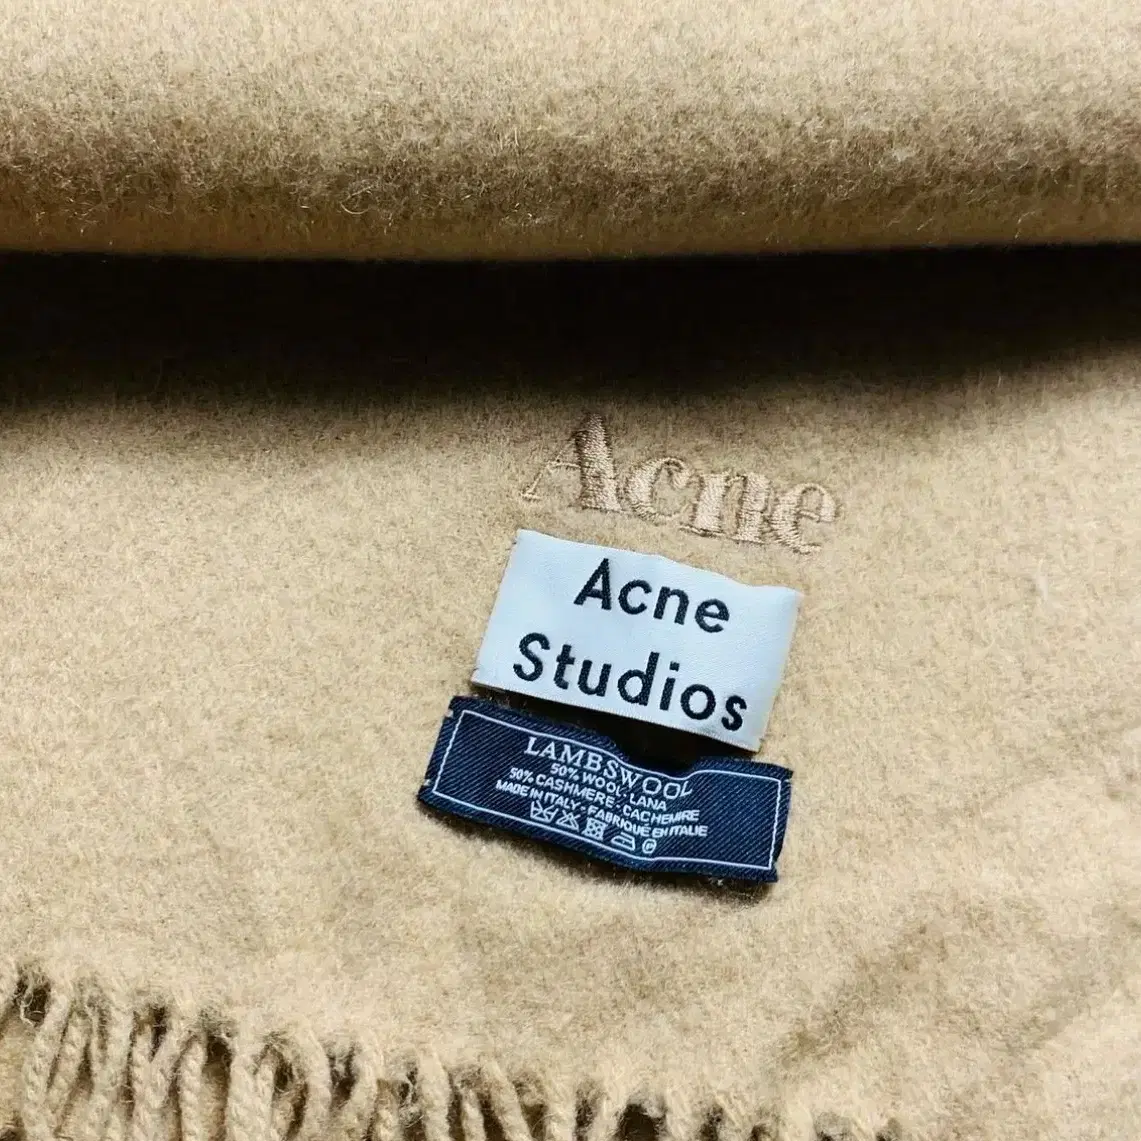 Acne
Acne
Studios
LAMBSWOOL
50% WOOL-LANA
50% CASHMERE-CACHEMIRE
MADE IN ITALY-FABRIQUÉ EN ITALIE